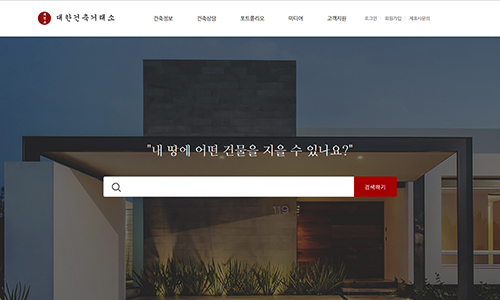 대한건축거래소
건축정보 건축상담 포트폴리오 미디어 고객지원 로그인 회원가입 제휴사문의
"내 땅에 어떤 건물을 지을 수 있나요?"
검색하기
119